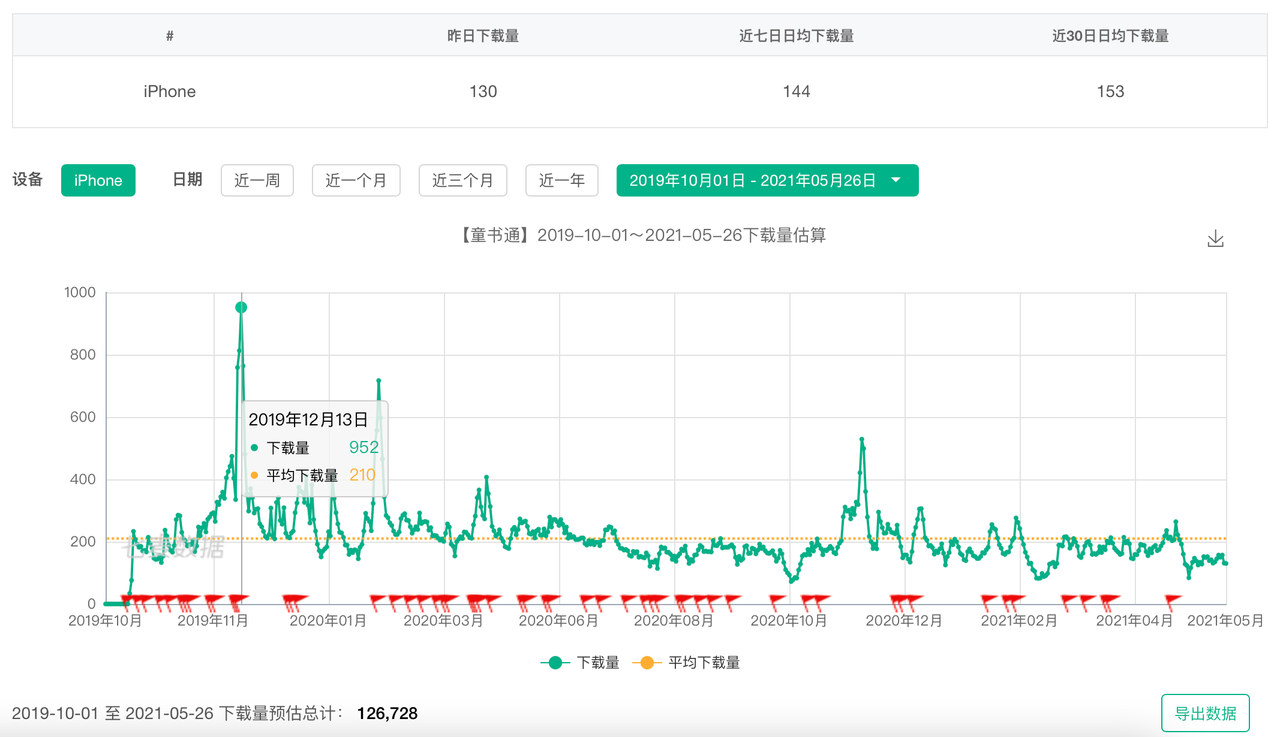 # 昨日下载量 近七日日均下载量 近30日日均下载量
iPhone 130 144 153
设备 iPhone 日期 近一周 近一个月 近三个月 近一年 2019年10月01日 - 2021年05月26日
【童书通】2019-10-01～2021-05-26下载量估算
1000
800
600
400
200
0
2019年12月13日
下载量 952
平均下载量 210
七麦数据
2019年10月 2019年11月 2020年01月 2020年03月 2020年06月 2020年08月 2020年10月 2020年12月 2021年02月 2021年04月 2021年05月
下载量 平均下载量
2019-10-01 至 2021-05-26 下载量预估总计： 126,728
导出数据